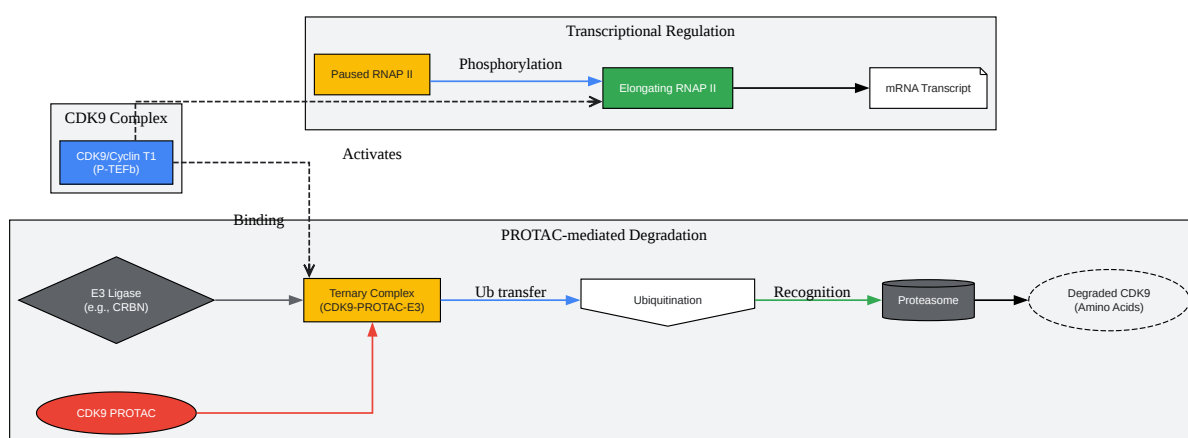 Transcriptional Regulation
Paused RNAP II
Phosphorylation
Elongating RNAP II
mRNA Transcript
CDK9 Complex
CDK9/Cyclin T1
(P-TEFb)
Activates
Binding
PROTAC-mediated Degradation
E3 Ligase
(e.g., CRBN)
Ternary Complex
(CDK9-PROTAC-E3)
Ub transfer
Ubiquitination
Recognition
Proteasome
Degraded CDK9
(Amino Acids)
CDK9 PROTAC